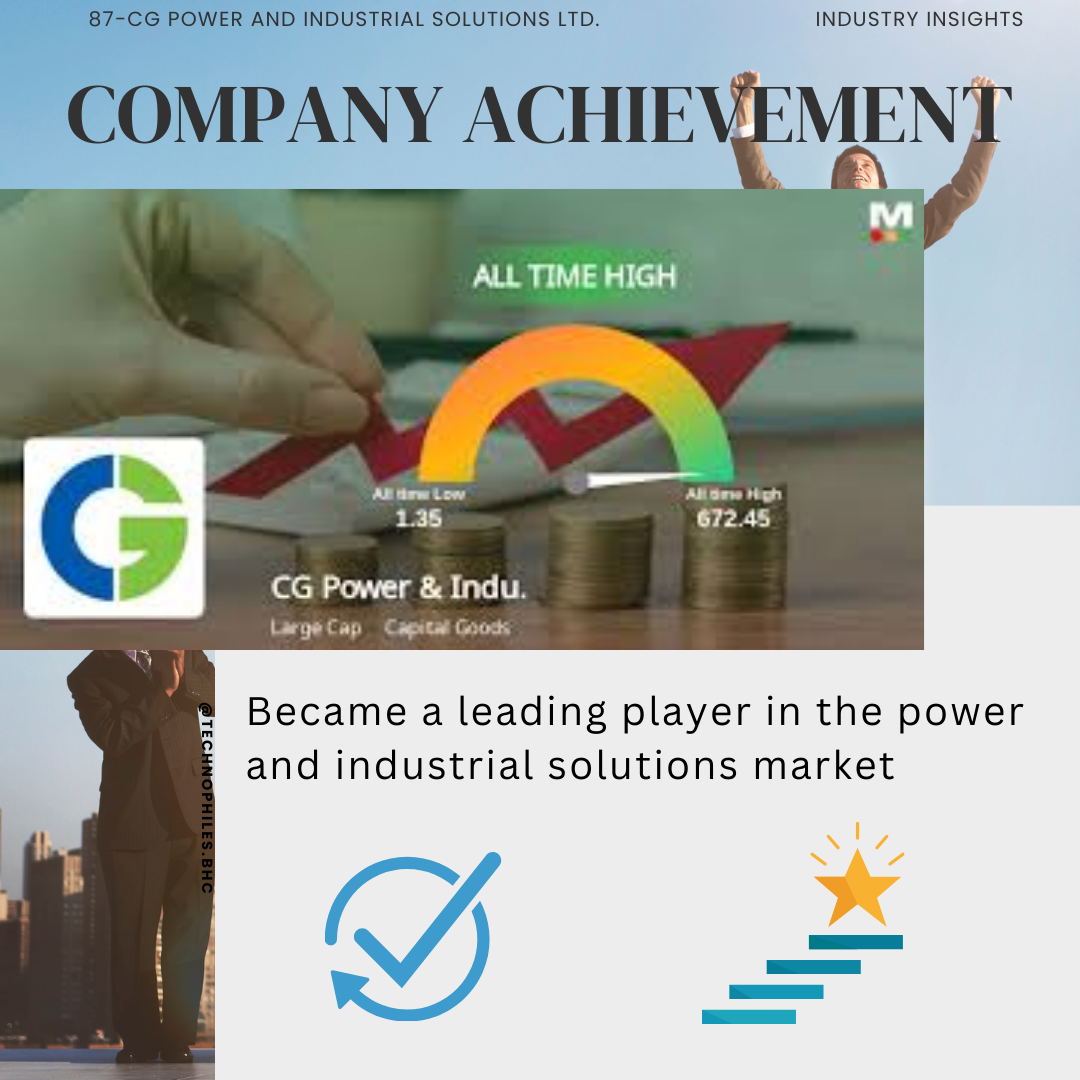 87-CG POWER AND INDUSTRIAL SOLUTIONS LTD.
INDUSTRY INSIGHTS
COMPANY ACHIEVEMENT
M
ALL TIME HIGH
All time Low
1.35
All time High
672.45
CG
CG Power & Indu.
Large Cap Capital Goods
@TECHNOPHILES.BHC
Became a leading player in the power
and industrial solutions market